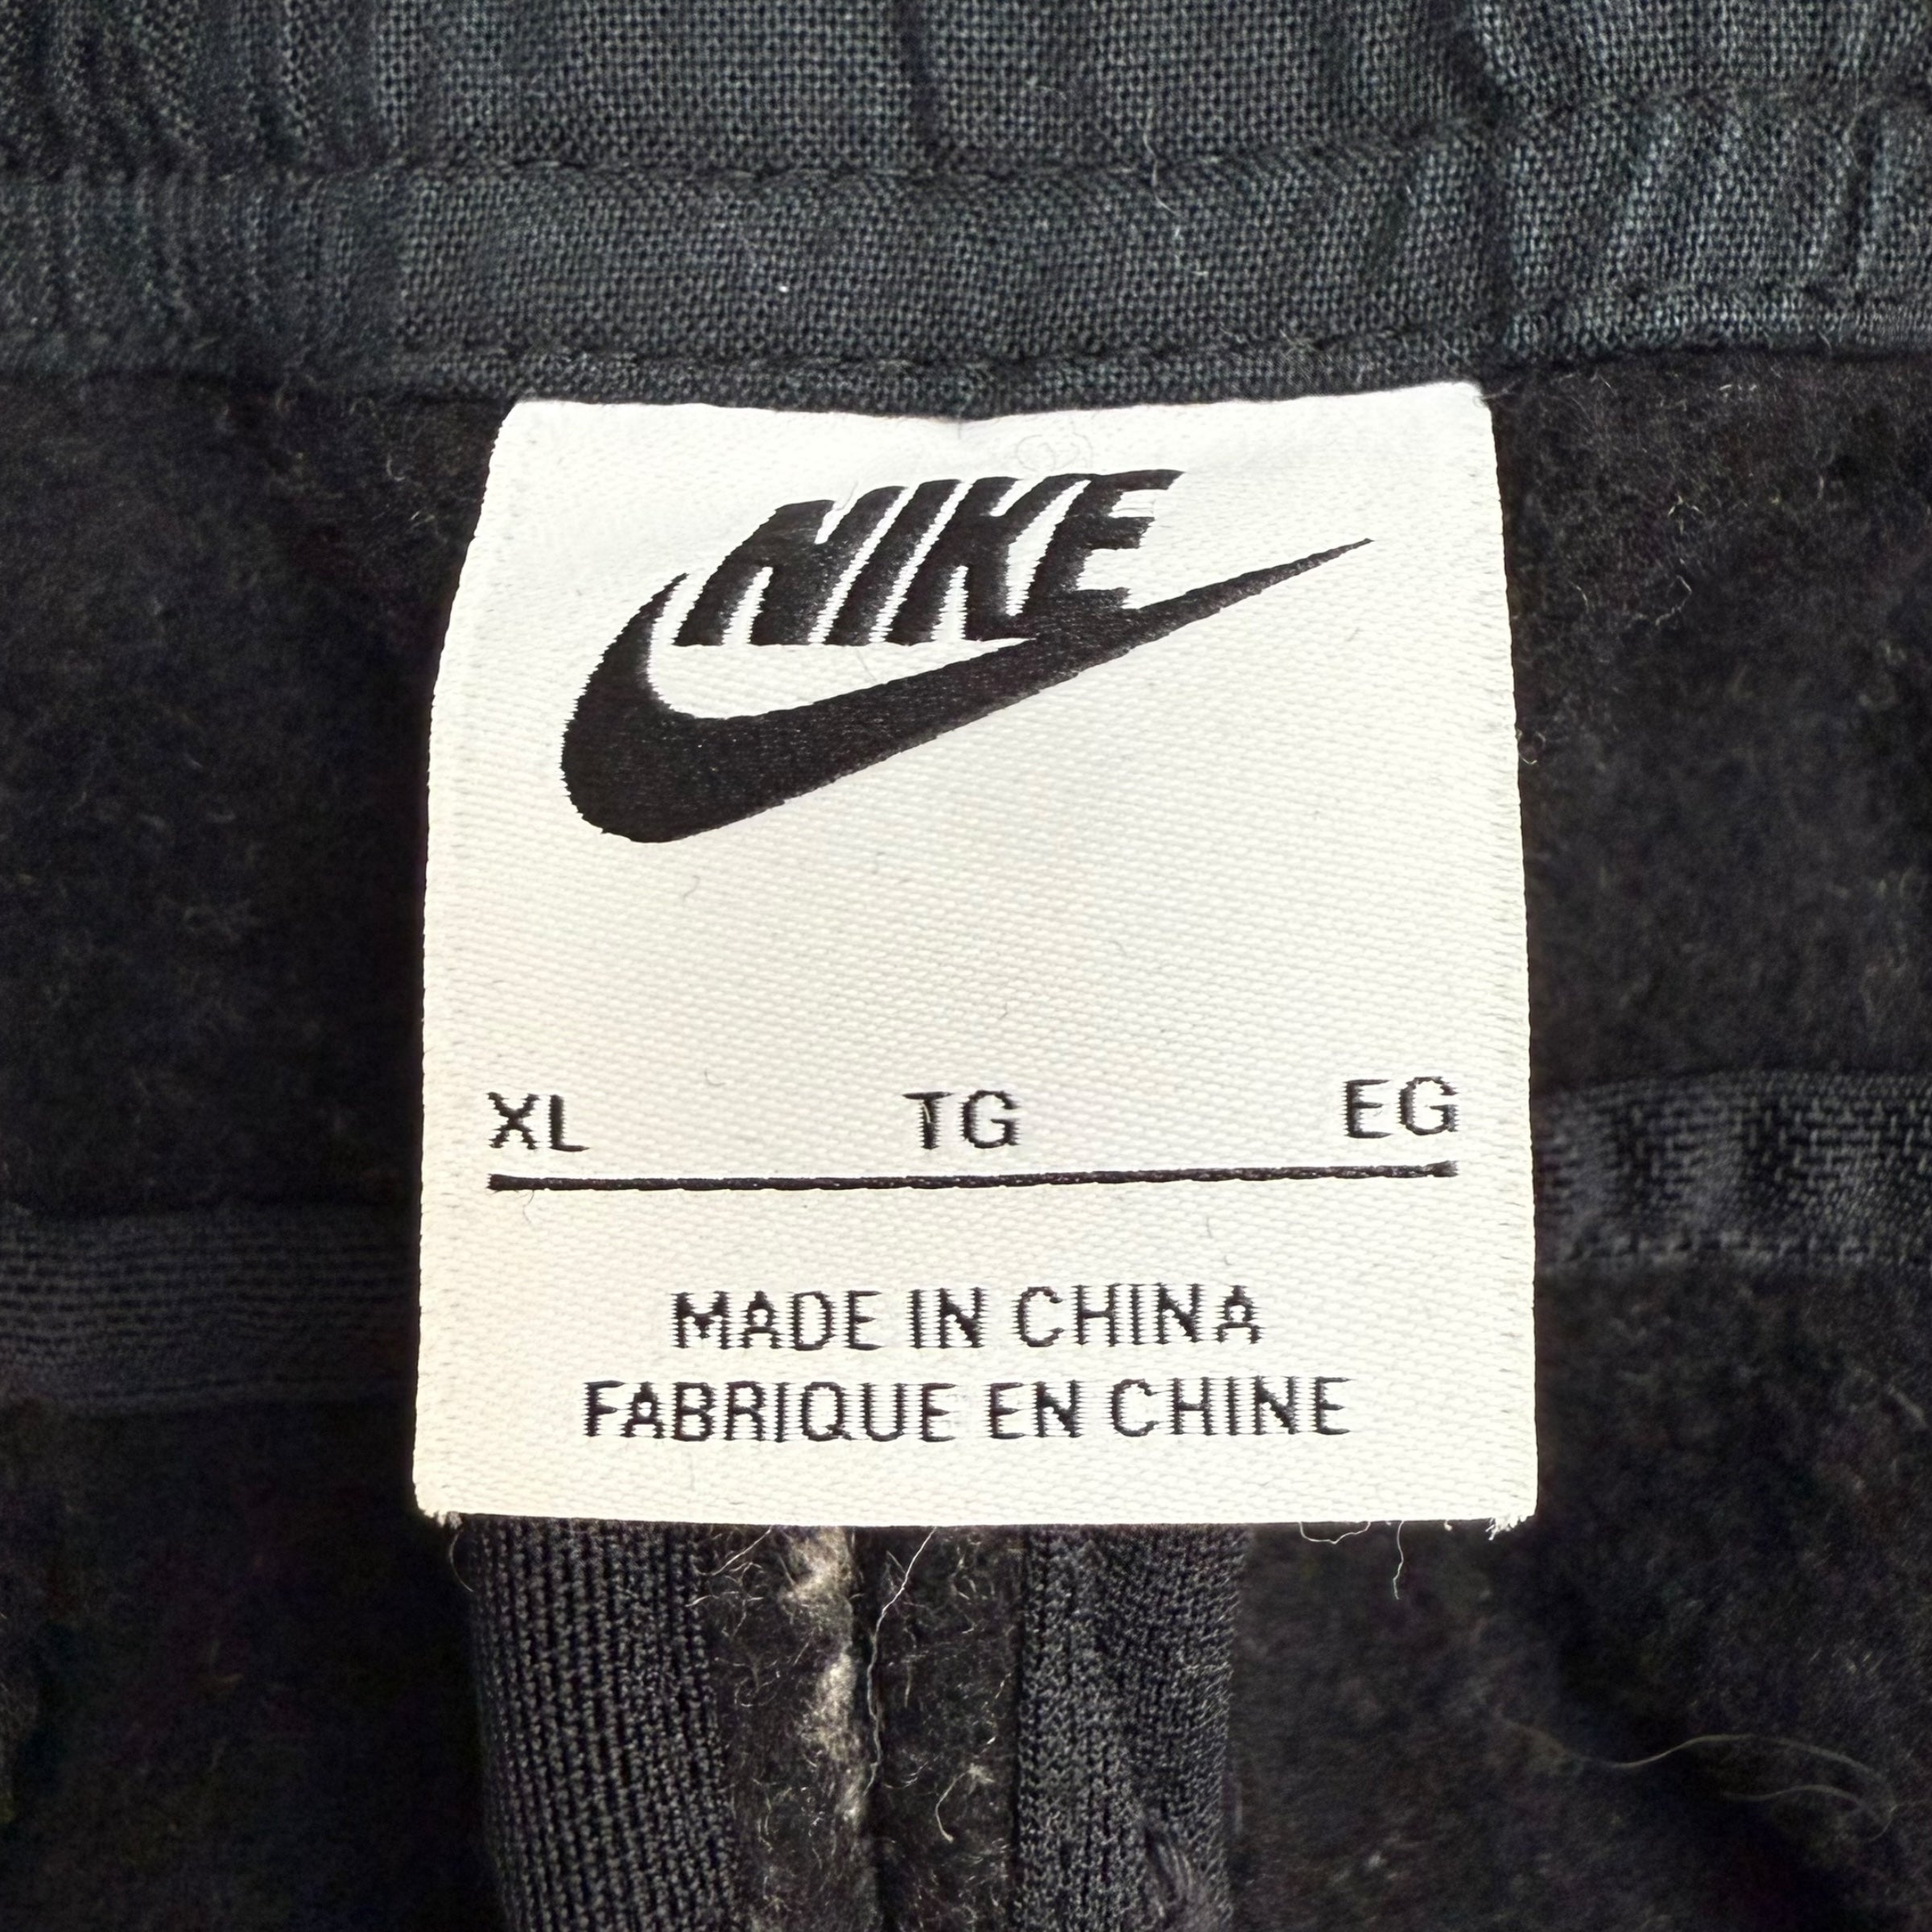 NIKE
XL TG EG
MADE IN CHINA
FABRIQUE EN CHINE